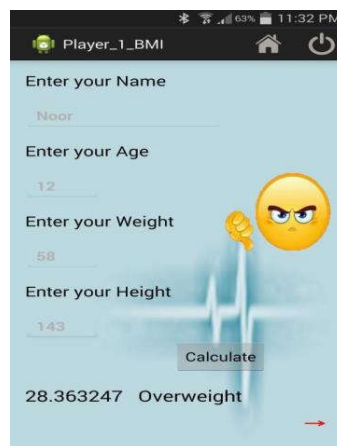 63% 11:32 PM
Player_1_BMI
Enter your Name
Noor
Enter your Age
12
Enter your Weight
58
Enter your Height
143
Calculate
28.363247 Overweight